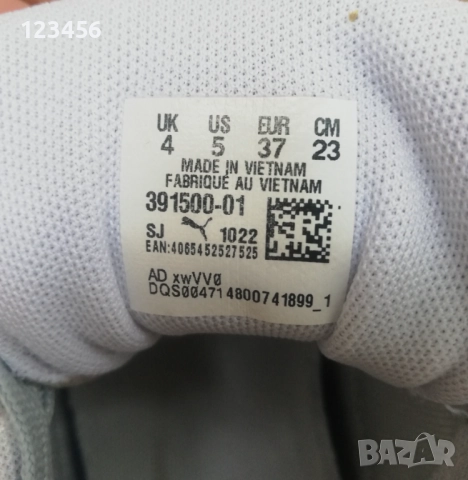 123456
UK US EUR CM
4 5 37 23
MADE IN VIETNAM
FABRIQUE AU VIETNAM
391500-01
SJ 1022
EAN:4065452527525
AD xwVV0
DQS004714800741899_1
BAZAR